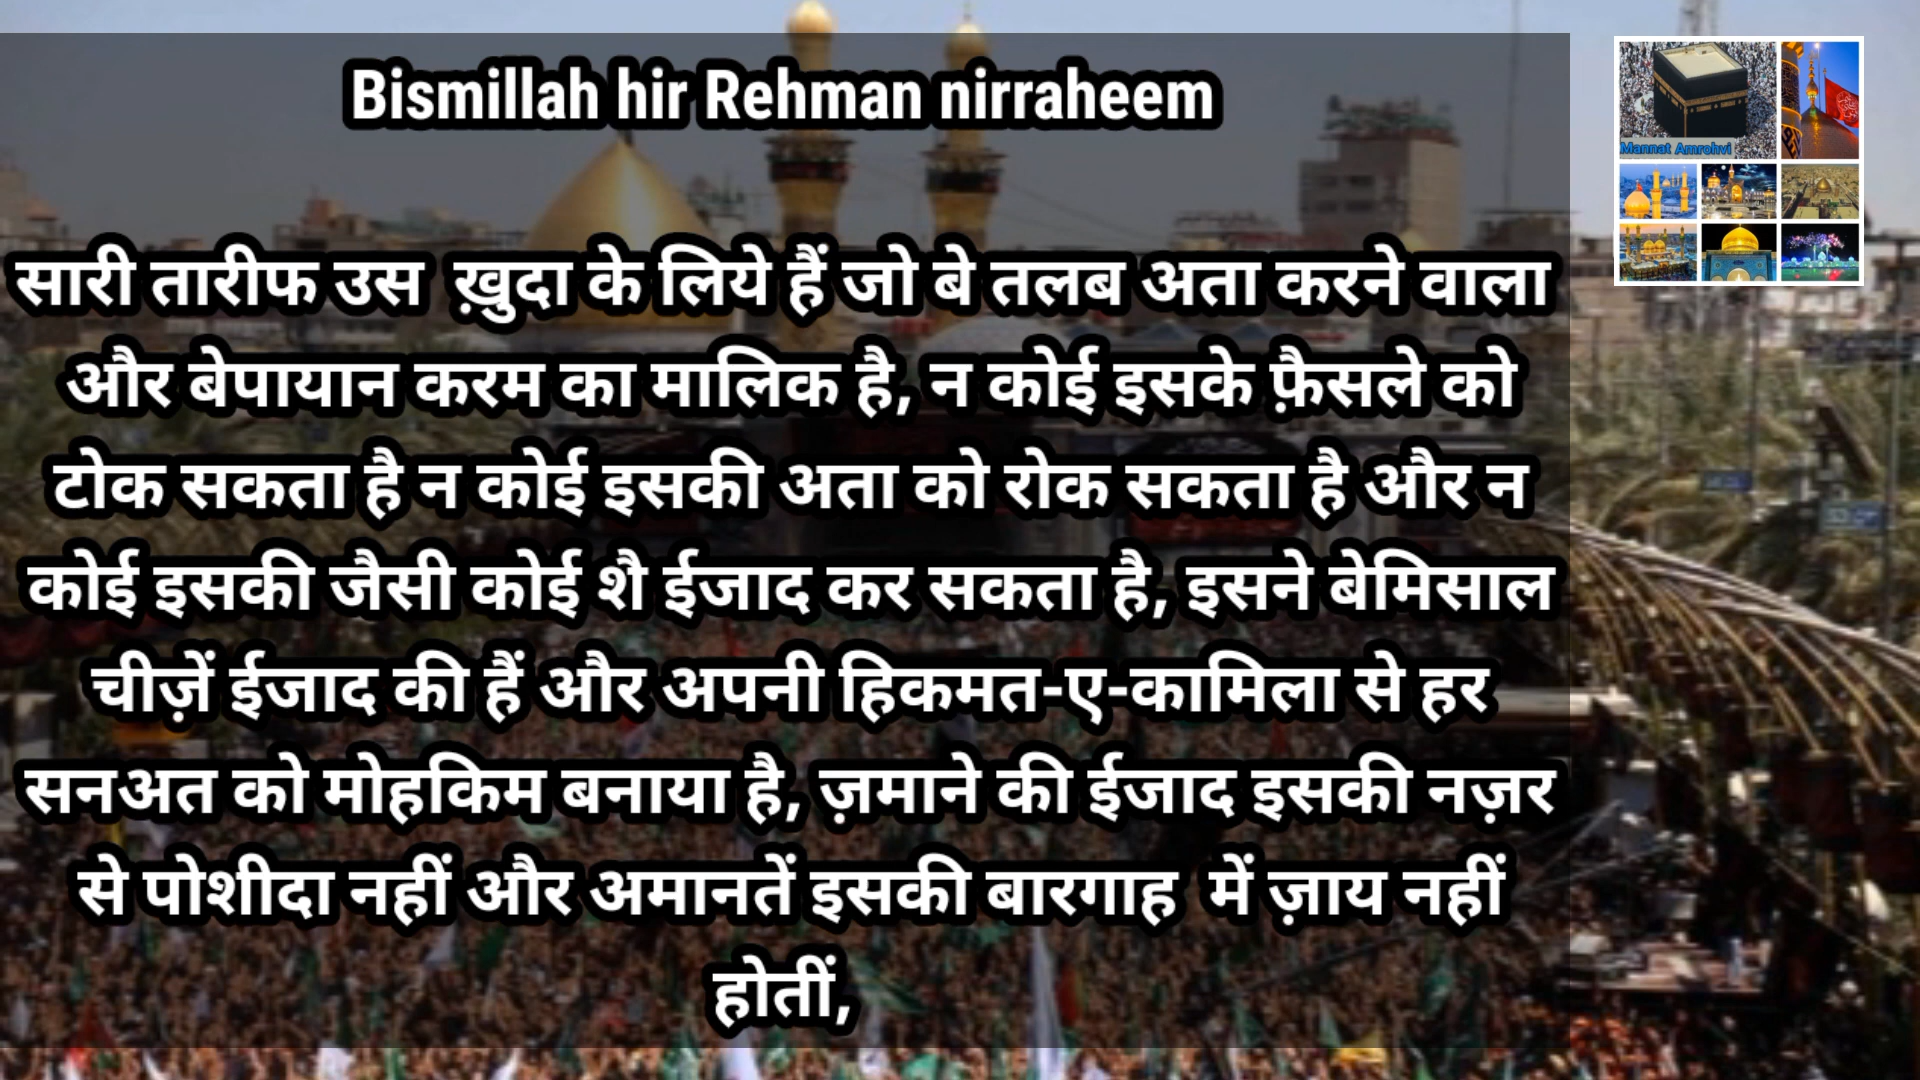 Bismillah hir Rehman nirraheem
Mannat Amrohvi
सारी तारीफ उस ख़ुदा के लिये हैं जो बे तलब अता करने वाला
और बेपायान करम का मालिक है, न कोई इसके फ़ैसले को
टोक सकता है न कोई इसकी अता को रोक सकता है और न
कोई इसकी जैसी कोई शै ईजाद कर सकता है, इसने बेमिसाल
चीज़ें ईजाद की हैं और अपनी हिकमत-ए-कामिला से हर
सनअत को मोहकिम बनाया है, ज़माने की ईजाद इसकी नज़र
से पोशीदा नहीं और अमानतें इसकी बारगाह में ज़ाय नहीं
होतीं,